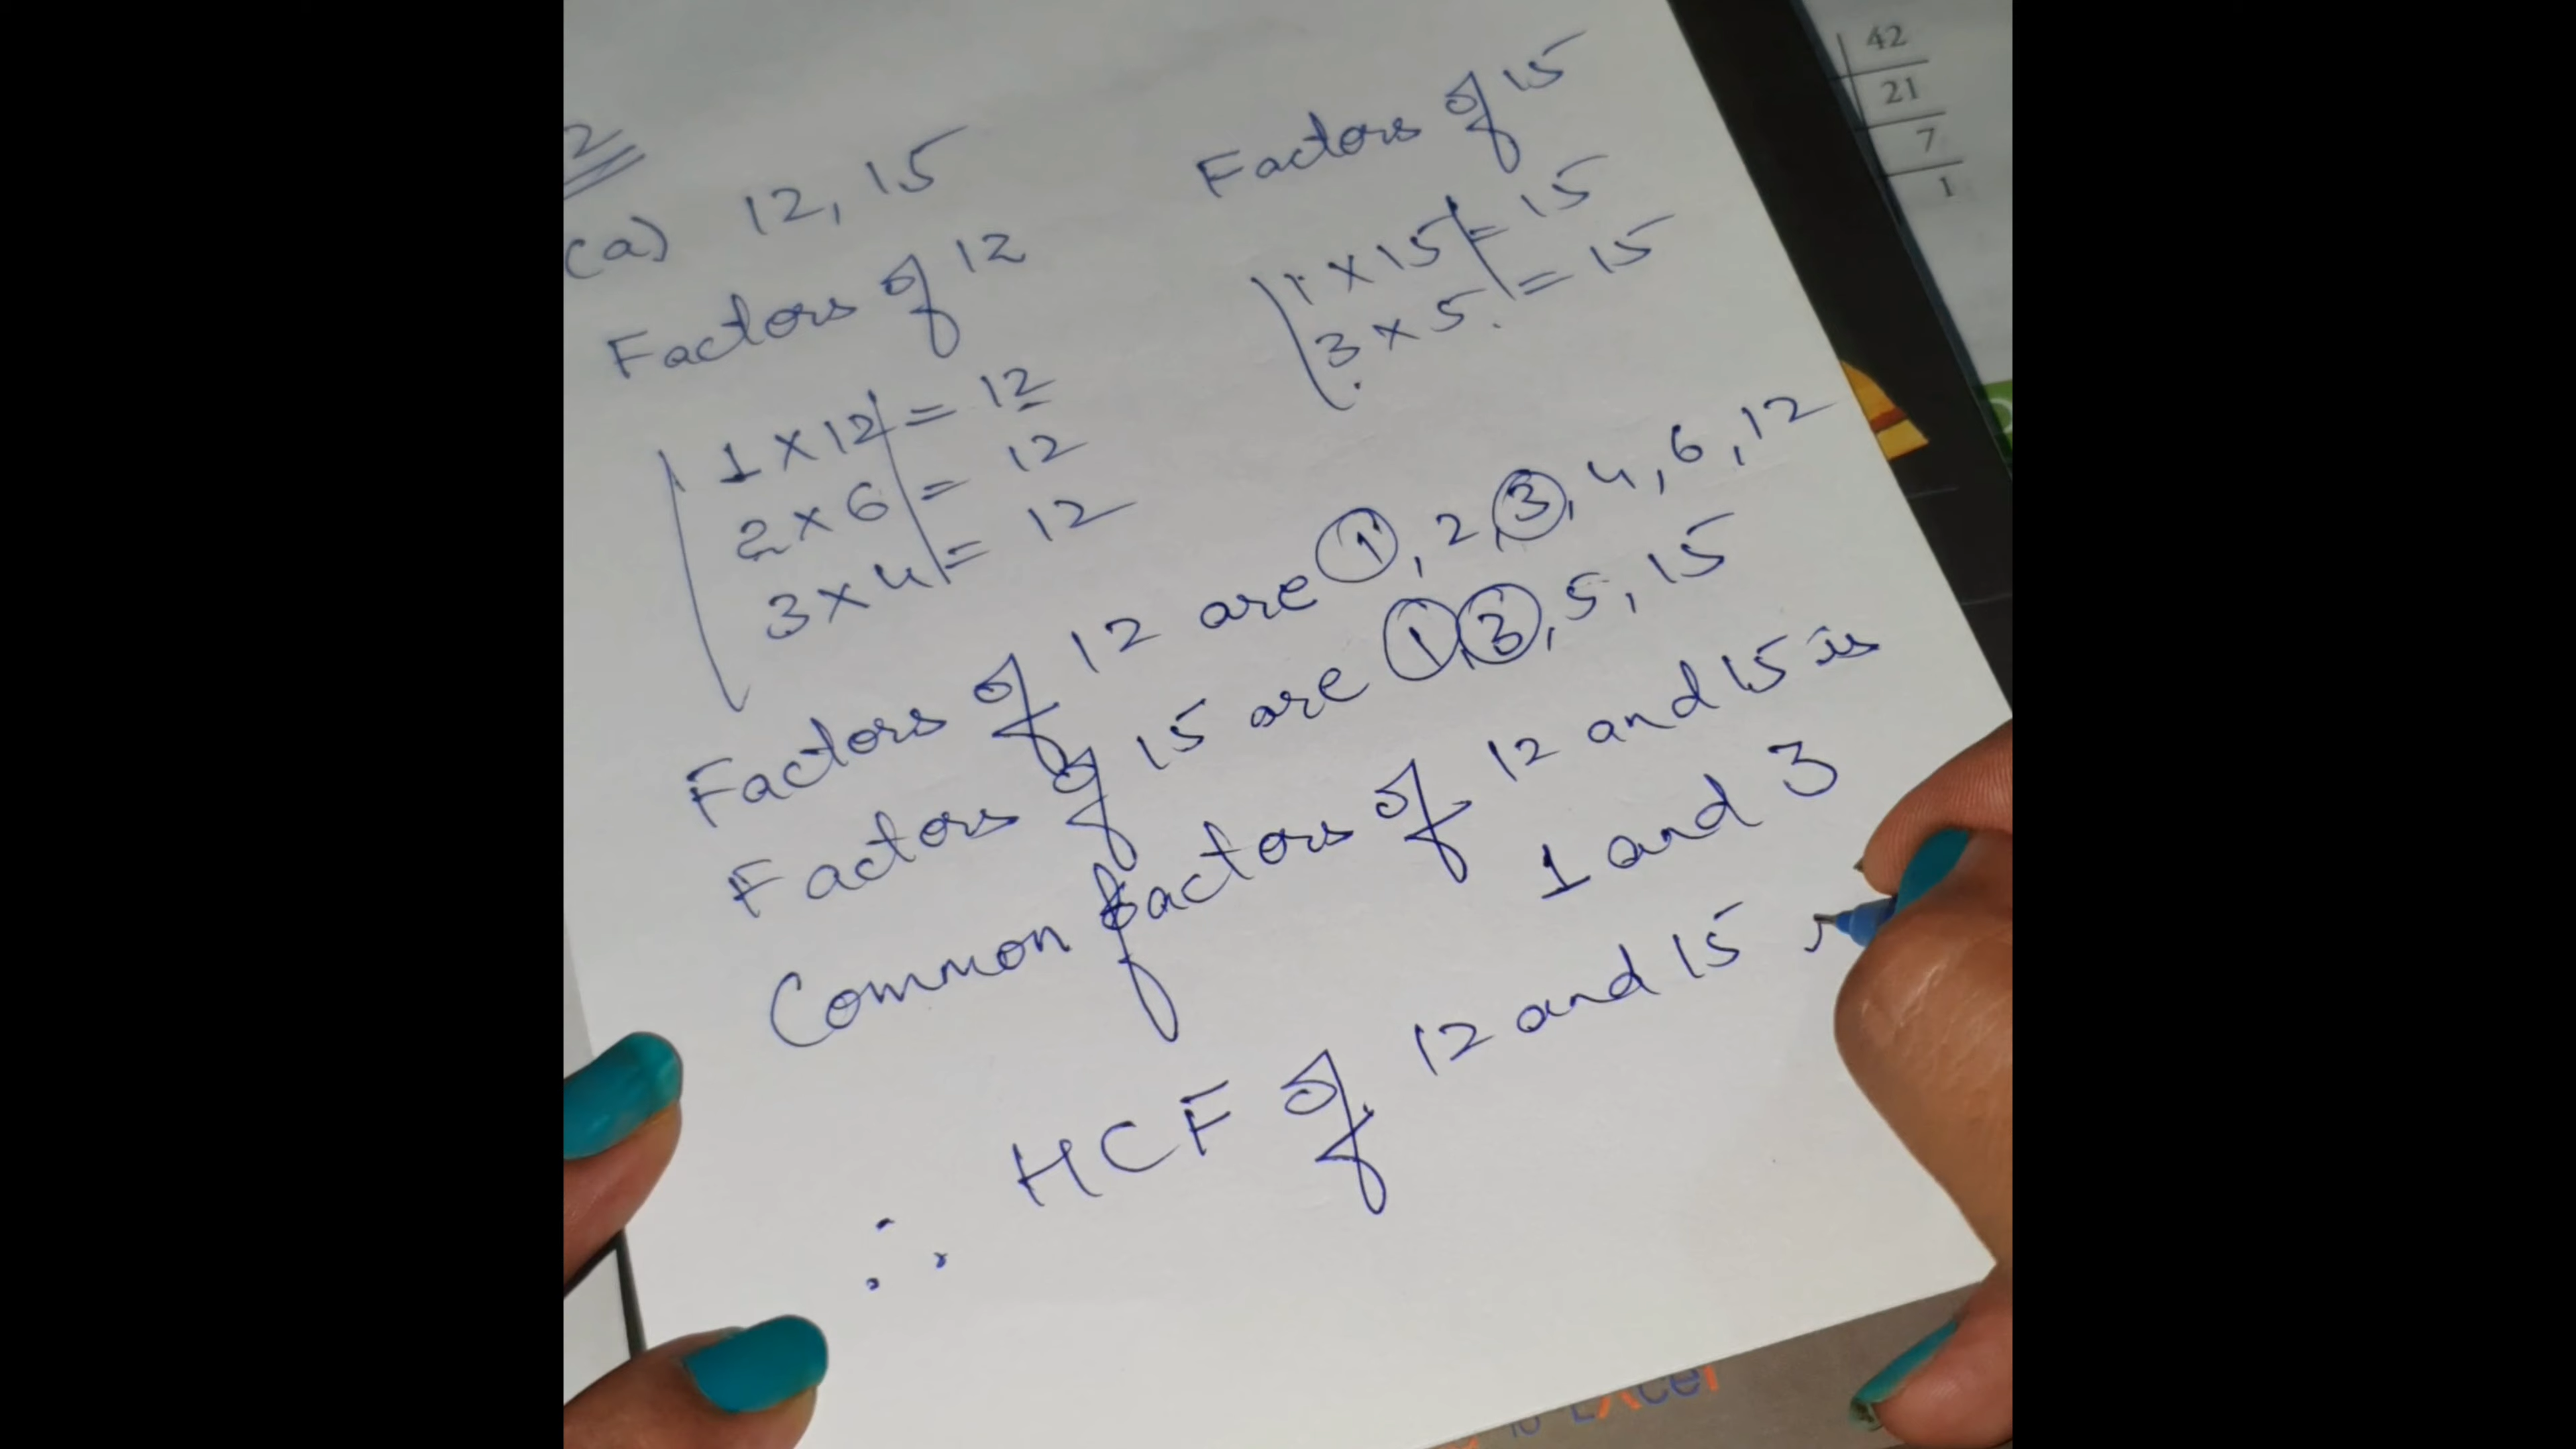 2
(a) 12, 15
Factors of 12
1 × 12 = 12
2 × 6 = 12
3 × 4 = 12
Factors of 15
1 × 15 = 15
3 × 5 = 15
Factors of 12 are 1, 2, 3, 4, 6, 12
Factors of 15 are 1, 3, 5, 15
Common factors of 12 and 15 is
1 and 3
∴ HCF of 12 and 15
42
21
7
1